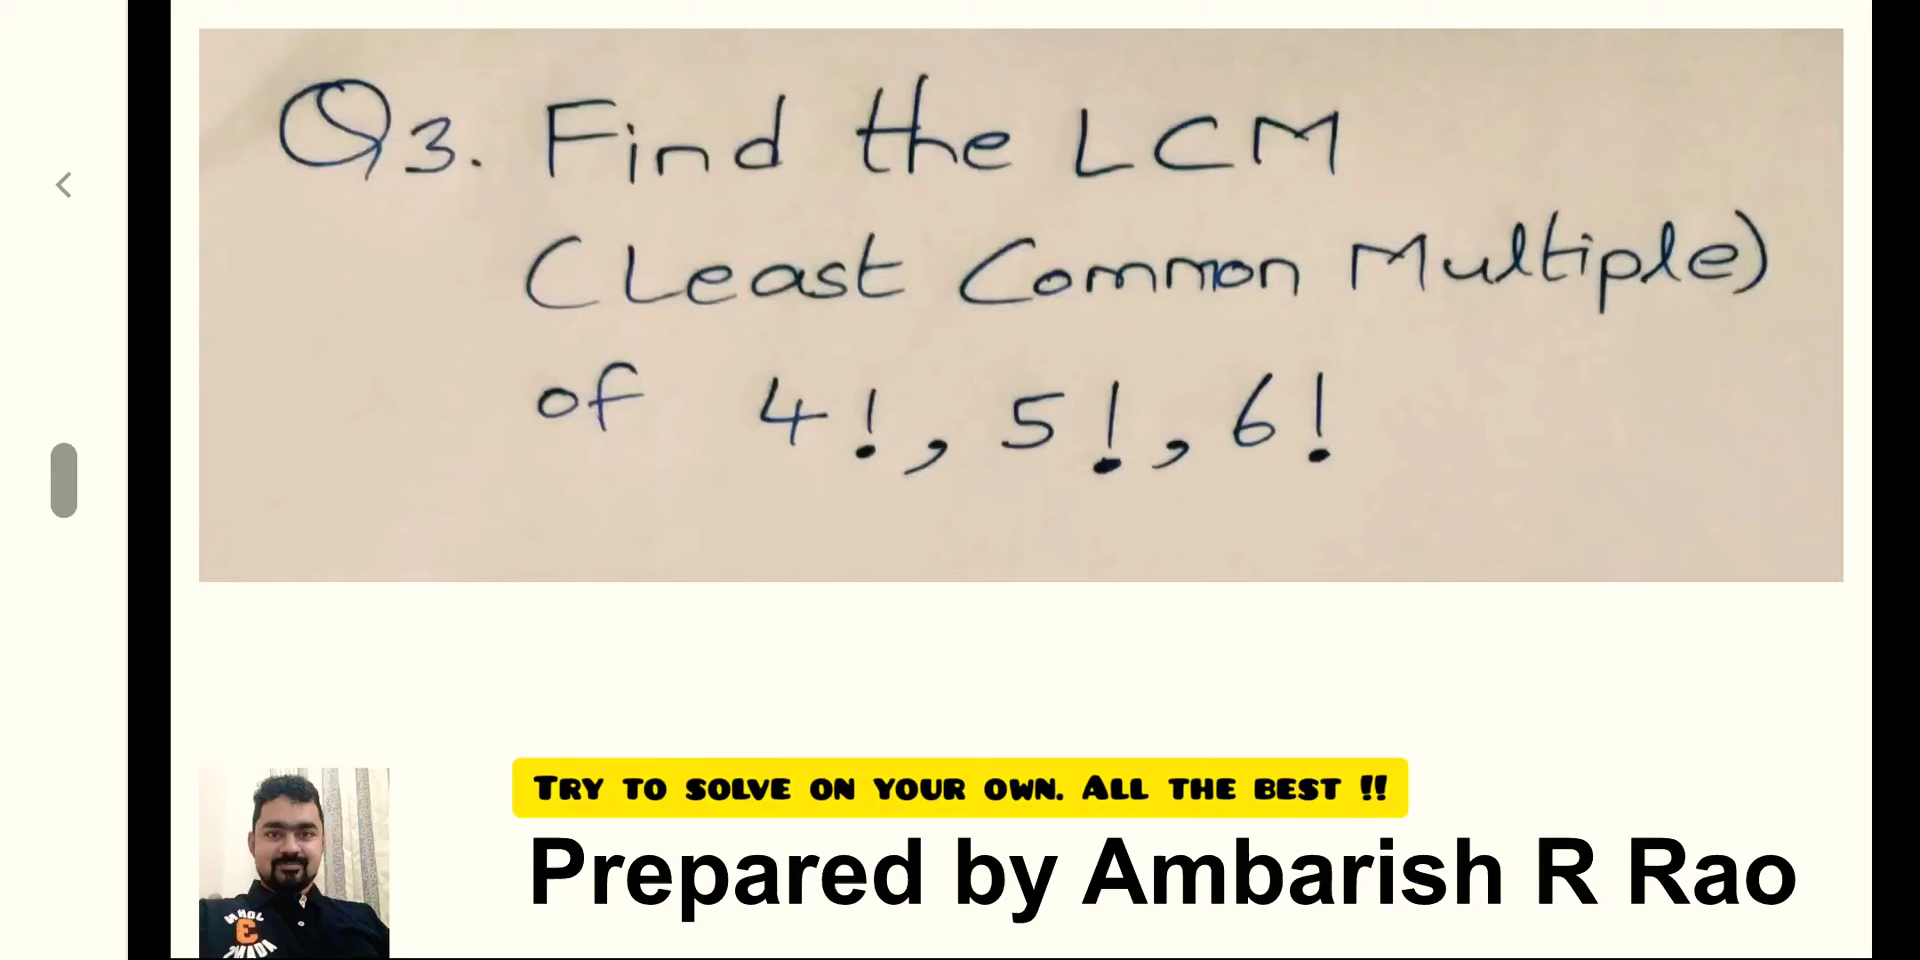 Q3. Find the LCM
(Least Common Multiple)
of 4!, 5!, 6!
TRY TO SOLVE ON YOUR OWN. ALL THE BEST !!
Prepared by Ambarish R Rao